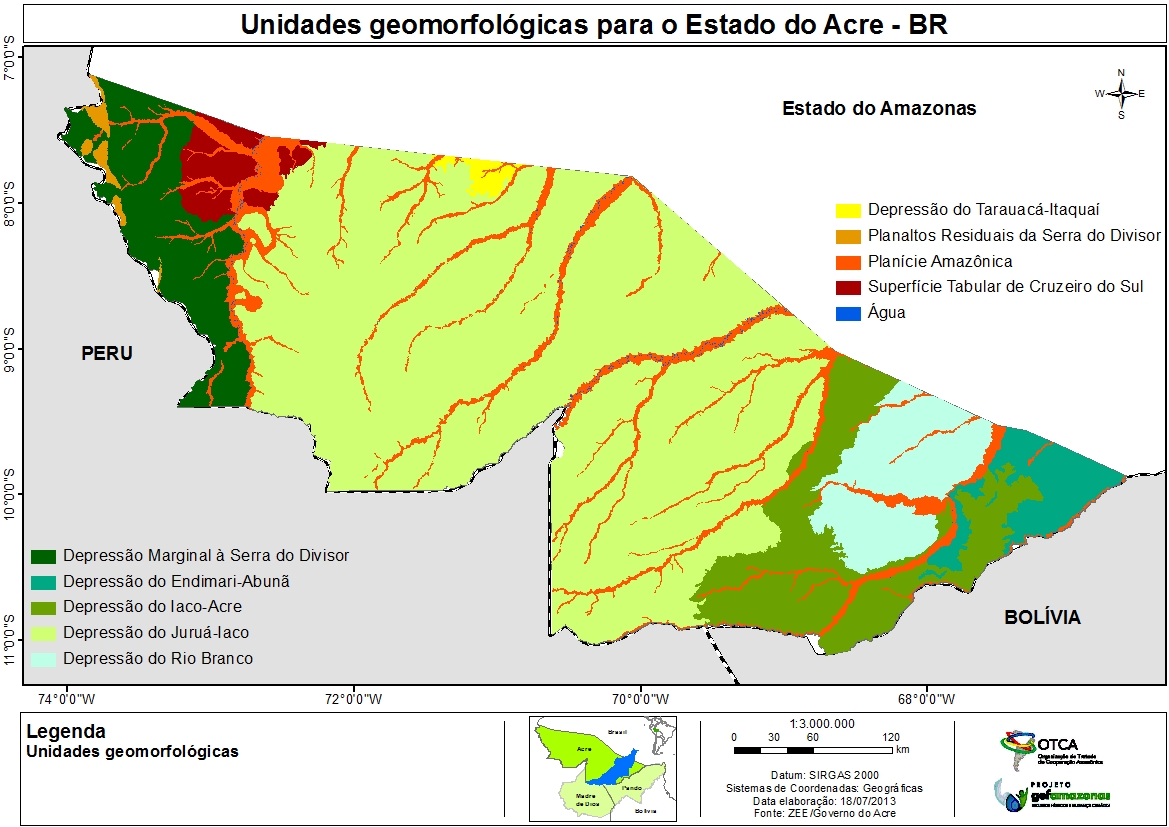 Unidades geomorfológicas para o Estado do Acre - BR
7°0'0"S
8°0'0"S
9°0'0"S
10°0'0"S
11°0'0"S
N
W E
S
Estado do Amazonas
PERU
BOLÍVIA
Depressão do Tarauacá-Itaquaí
Planaltos Residuais da Serra do Divisor
Planície Amazônica
Superfície Tabular de Cruzeiro do Sul
Água
Depressão Marginal à Serra do Divisor
Depressão do Endimari-Abunã
Depressão do Iaco-Acre
Depressão do Juruá-Iaco
Depressão do Rio Branco
74°0'0"W
72°0'0"W
70°0'0"W
68°0'0"W
Legenda
Unidades geomorfológicas
Brasil
Acre
Madre
de Dios
Pando
Bolívia
1:3.000.000
0 30 60 120
km
Datum: SIRGAS 2000
Sistemas de Coordenadas: Geográficas
Data elaboração: 18/07/2013
Fonte: ZEE/Governo do Acre
OTCA
Organização do Tratado
de Cooperação Amazônica
PROJETO
gefamazonas